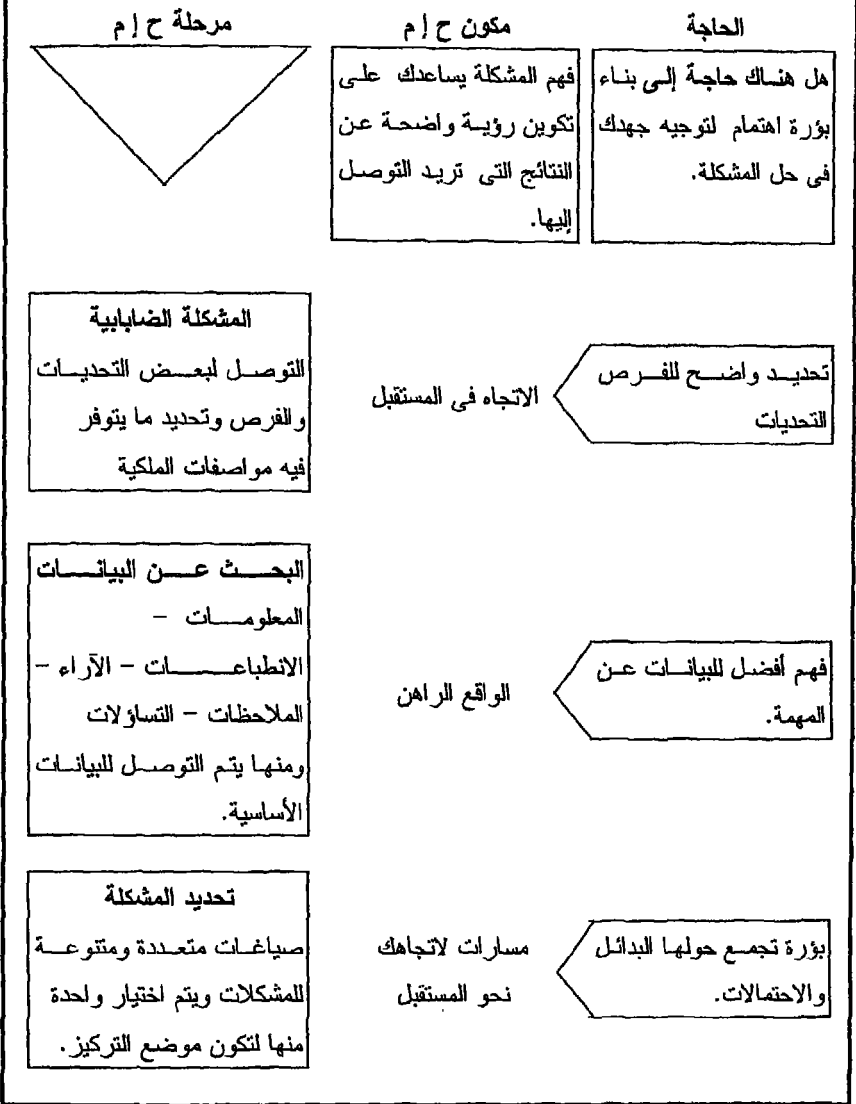 الحاجة
مكون ح إ م
مرحلة ح إ م
هل هناك حاجة إلى بناء
بؤرة اهتمام لتوجيه جهدك
فى حل المشكلة.
فهم المشكلة يساعدك على
تكوين رؤية واضحة عن
النتائج التى تريد التوصل
إليها.
تحديد واضح للفرص
التحديات
الاتجاه فى المستقبل
المشكلة الضابابية
التوصل لبعض التحديات
والفرص وتحديد ما يتوفر
فيه مواصفات الملكية
فهم أفضل للبيانات عن
المهمة.
الواقع الراهن
البحث عن البيانات
المعلومات –
الانطباعات – الآراء –
الملاحظات – التساؤلات
ومنها يتم التوصل للبيانات
الأساسية.
بؤرة تجمع حولها البدائل
والاحتمالات.
مسارات لاتجاهك
نحو المستقبل
تحديد المشكلة
صياغات متعددة ومتنوعة
للمشكلات ويتم اختيار واحدة
منها لتكون موضع التركيز.